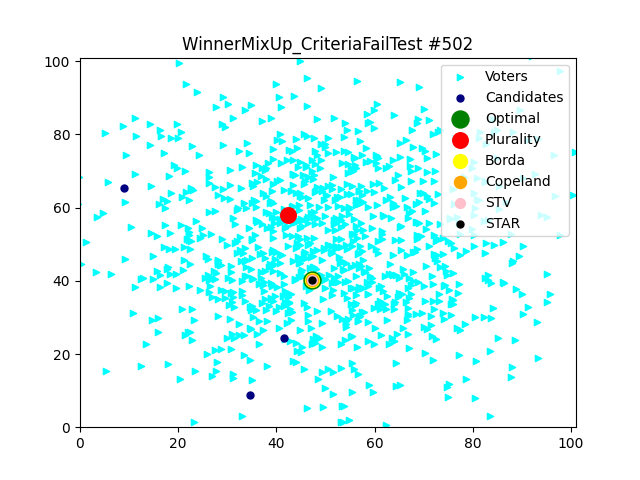 WinnerMixUp_CriteriaFailTest #502
100
80
60
40
20
0
0 20 40 60 80 100
Voters
Candidates
Optimal
Plurality
Borda
Copeland
STV
STAR